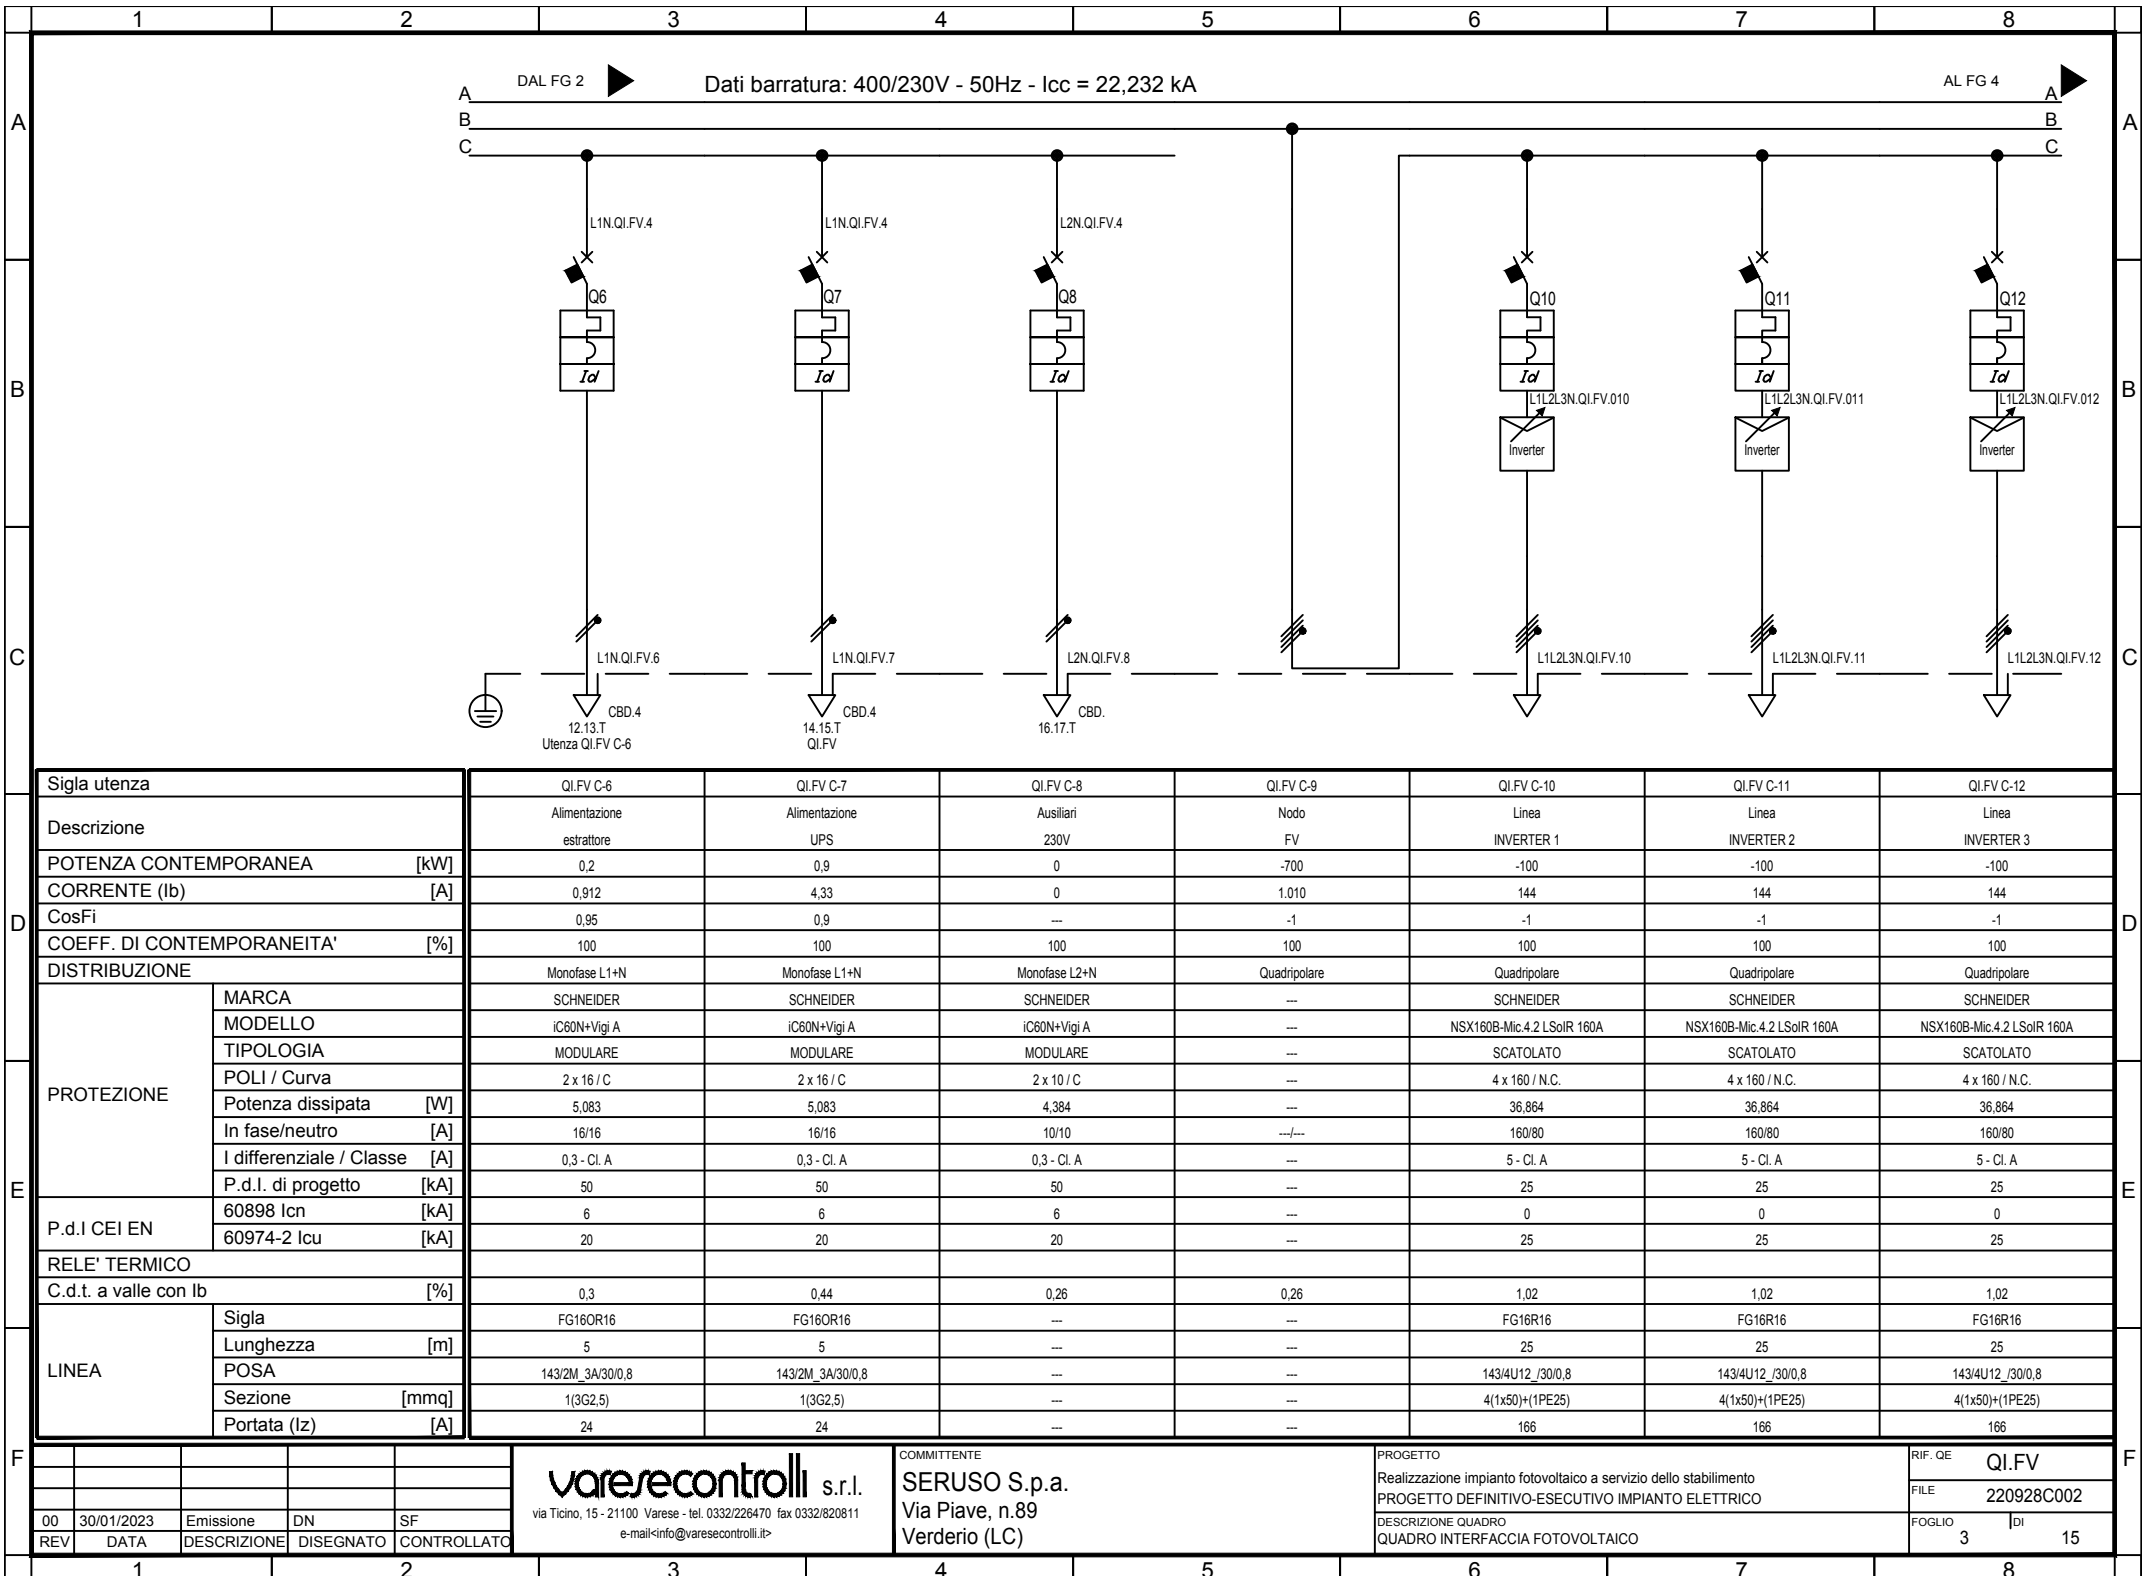 1 2 3 4 5 6 7 8
DAL FG 2
Dati barratura: 400/230V - 50Hz - Icc = 22,232 kA
AL FG 4
A A
B B
C C
A A
L1N.QI.FV.4 L1N.QI.FV.4 L2N.QI.FV.4
Q6 Q7 Q8 Q10 Q11 Q12
Id Id Id Id Id Id
B B
L1L2L3N.QI.FV.010 L1L2L3N.QI.FV.011 L1L2L3N.QI.FV.012
Inverter Inverter Inverter
C C
L1N.QI.FV.6 L1N.QI.FV.7 L2N.QI.FV.8 L1L2L3N.QI.FV.10 L1L2L3N.QI.FV.11 L1L2L3N.QI.FV.12
CBD.4 CBD.4 CBD.
12.13.T 14.15.T 16.17.T
Utenza QI.FV C-6 QI.FV
Sigla utenza QI.FV C-6 QI.FV C-7 QI.FV C-8 QI.FV C-9 QI.FV C-10 QI.FV C-11 QI.FV C-12
Descrizione
Alimentazione Alimentazione Ausiliari Nodo Linea Linea Linea
estrattore UPS 230V FV INVERTER 1 INVERTER 2 INVERTER 3
POTENZA CONTEMPORANEA [kW] 0,2 0,9 0 -700 -100 -100 -100
CORRENTE (Ib) [A] 0,912 4,33 0 1.010 144 144 144
CosFi 0,95 0,9 --- -1 -1 -1 -1
D D
COEFF. DI CONTEMPORANEITA' [%] 100 100 100 100 100 100 100
DISTRIBUZIONE Monofase L1+N Monofase L1+N Monofase L2+N Quadripolare Quadripolare Quadripolare Quadripolare
PROTEZIONE
MARCA SCHNEIDER SCHNEIDER SCHNEIDER --- SCHNEIDER SCHNEIDER SCHNEIDER
MODELLO iC60N+Vigi A iC60N+Vigi A iC60N+Vigi A --- NSX160B-Mic.4.2 LSoIR 160A NSX160B-Mic.4.2 LSoIR 160A NSX160B-Mic.4.2 LSoIR 160A
TIPOLOGIA MODULARE MODULARE MODULARE --- SCATOLATO SCATOLATO SCATOLATO
POLI / Curva 2 x 16 / C 2 x 16 / C 2 x 10 / C --- 4 x 160 / N.C. 4 x 160 / N.C. 4 x 160 / N.C.
Potenza dissipata [W] 5,083 5,083 4,384 --- 36,864 36,864 36,864
In fase/neutro [A] 16/16 16/16 10/10 ---/--- 160/80 160/80 160/80
I differenziale / Classe [A] 0,3 - Cl. A 0,3 - Cl. A 0,3 - Cl. A --- 5 - Cl. A 5 - Cl. A 5 - Cl. A
P.d.I. di progetto [kA] 50 50 50 --- 25 25 25
E E
P.d.I CEI EN
60898 Icn [kA] 6 6 6 --- 0 0 0
60974-2 Icu [kA] 20 20 20 --- 25 25 25
RELE' TERMICO
C.d.t. a valle con Ib [%] 0,3 0,44 0,26 0,26 1,02 1,02 1,02
LINEA
Sigla FG16OR16 FG16OR16 --- --- FG16R16 FG16R16 FG16R16
Lunghezza [m] 5 5 --- --- 25 25 25
POSA 143/2M_3A/30/0,8 143/2M_3A/30/0,8 --- --- 143/4U12_/30/0,8 143/4U12_/30/0,8 143/4U12_/30/0,8
Sezione [mmq] 1(3G2,5) 1(3G2,5) --- --- 4(1x50)+(1PE25) 4(1x50)+(1PE25) 4(1x50)+(1PE25)
Portata (Iz) [A] 24 24 --- --- 166 166 166
F F
varesecontrolli s.r.l.
via Ticino, 15 - 21100 Varese - tel. 0332/226470 fax 0332/820811
e-mail<info@varesecontrolli.it>
COMMITTENTE
SERUSO S.p.a.
Via Piave, n.89
Verderio (LC)
PROGETTO
Realizzazione impianto fotovoltaico a servizio dello stabilimento
PROGETTO DEFINITIVO-ESECUTIVO IMPIANTO ELETTRICO
DESCRIZIONE QUADRO
QUADRO INTERFACCIA FOTOVOLTAICO
RIF. QE QI.FV
FILE 220928C002
FOGLIO DI
3 15
00 30/01/2023 Emissione DN SF
REV DATA DESCRIZIONE DISEGNATO CONTROLLATO
1 2 3 4 5 6 7 8